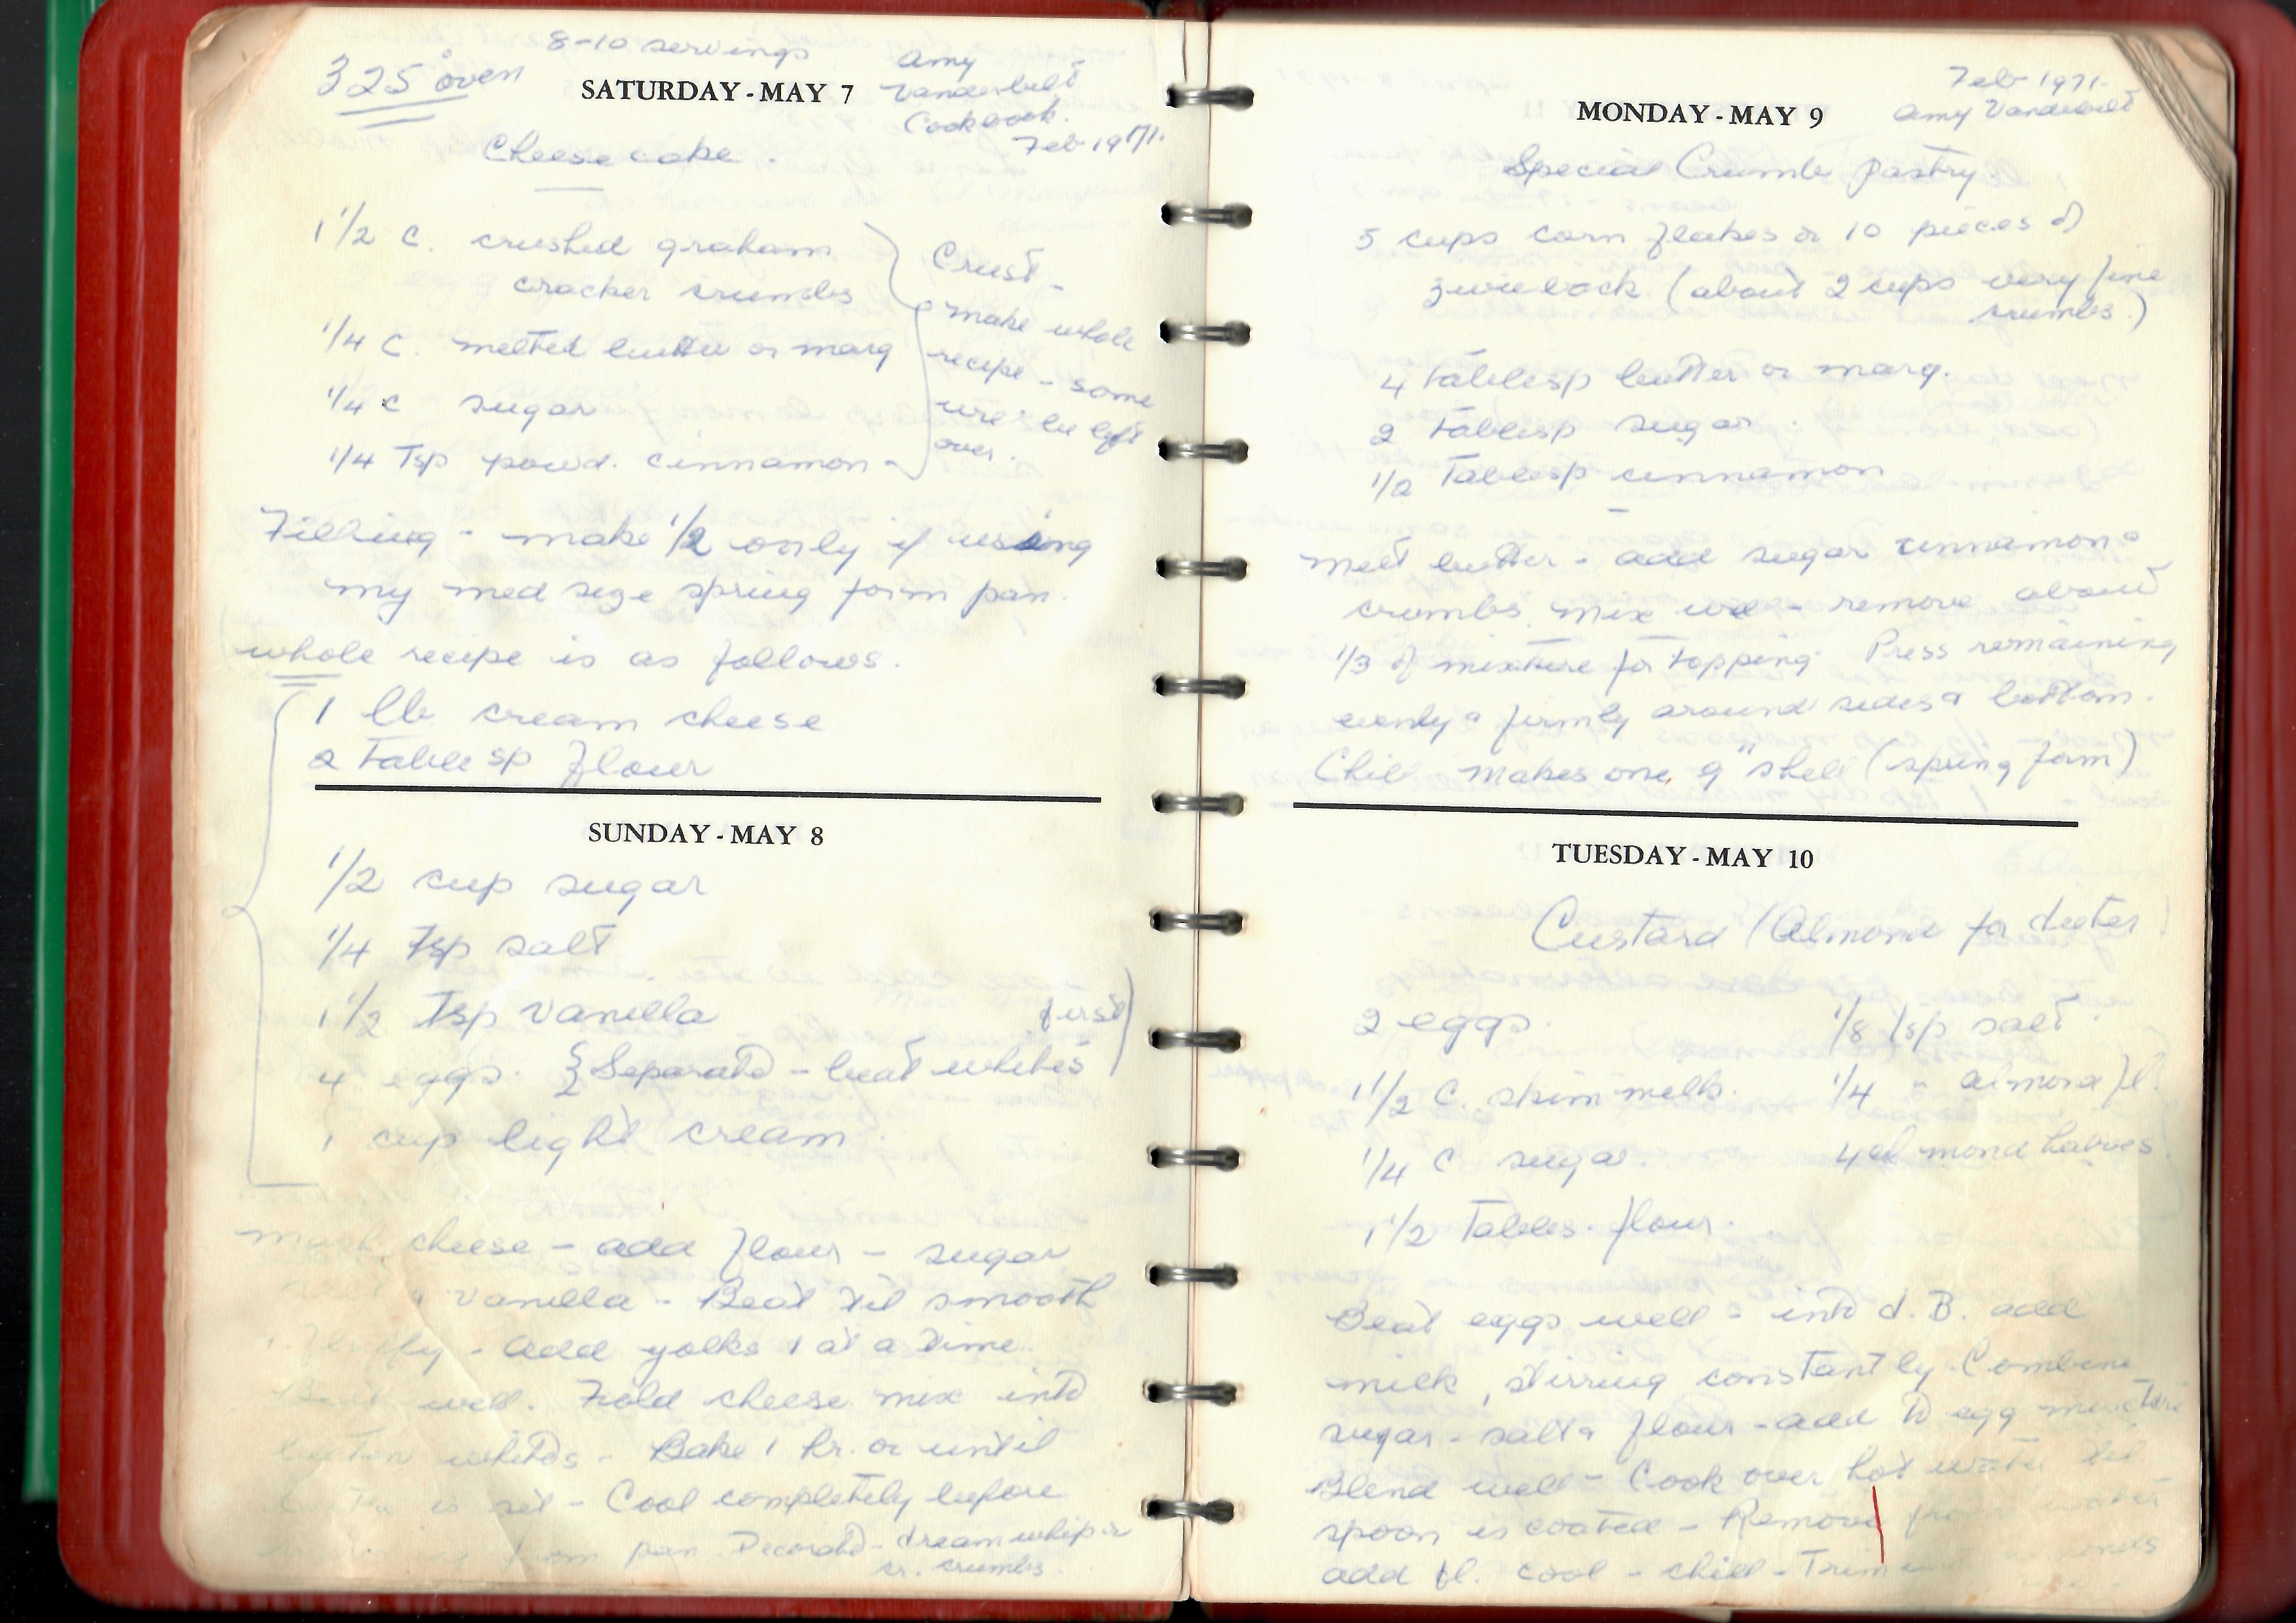 8-10 servings
325° oven
SATURDAY - MAY 7
Amy
Vanderbilt
Cookbook.
Feb 1971.
Cheese cake.
1 1/2 C. crushed graham
cracker crumbs
1/4 C. melted butter or marg
1/4 C sugar
1/4 Tsp powd. cinnamon
Crust -
make whole
recipe - some
will be left
over.
Filling - make 1/2 only if using
my med size spring form pan.
whole recipe is as follows.
1 lb. cream cheese
2 Tablesp flour
SUNDAY - MAY 8
1/2 cup sugar
1/4 Tsp salt
1 1/2 Tsp vanilla
4 eggs. { Separate - beat whites first)
1 cup light cream.
Mash cheese - add flour - sugar
salt & vanilla - Beat til smooth
& fluffy - add yolks 1 at a time.
Beat well. Fold cheese mix into
beaten whites - Bake 1 hr. or until
center is set - Cool completely before
from pan. Decorate - dream whip or
cr. crumbs.
MONDAY - MAY 9
Feb 1971.
Amy Vanderbilt
Special Crumb Pastry
5 cups corn flakes or 10 pieces of
zwieback (about 2 cups very fine
crumbs.)
4 Tablesp butter or marg.
2 Tablesp sugar.
1/2 Tablesp cinnamon
Melt butter - add sugar cinnamon &
crumbs. Mix well - remove about
1/3 of mixture for topping. Press remaining
evenly & firmly around sides & bottom.
Chill makes one 9" shell (spring form)
TUESDAY - MAY 10
Custard (Almond for dieter)
2 eggs. 1/8 tsp salt.
1 1/2 C. skim milk. 1/4 " almond fl.
1/4 C sugar. 4 almond halves
1 1/2 Tables. flour.
Beat eggs well - into d. B. add
milk, stirring constantly. Combine
sugar - salt & flour - add to egg mixture
Blend well - Cook over hot water til
spoon is coated - Remove from water
add fl. cool - chill - Trim almonds